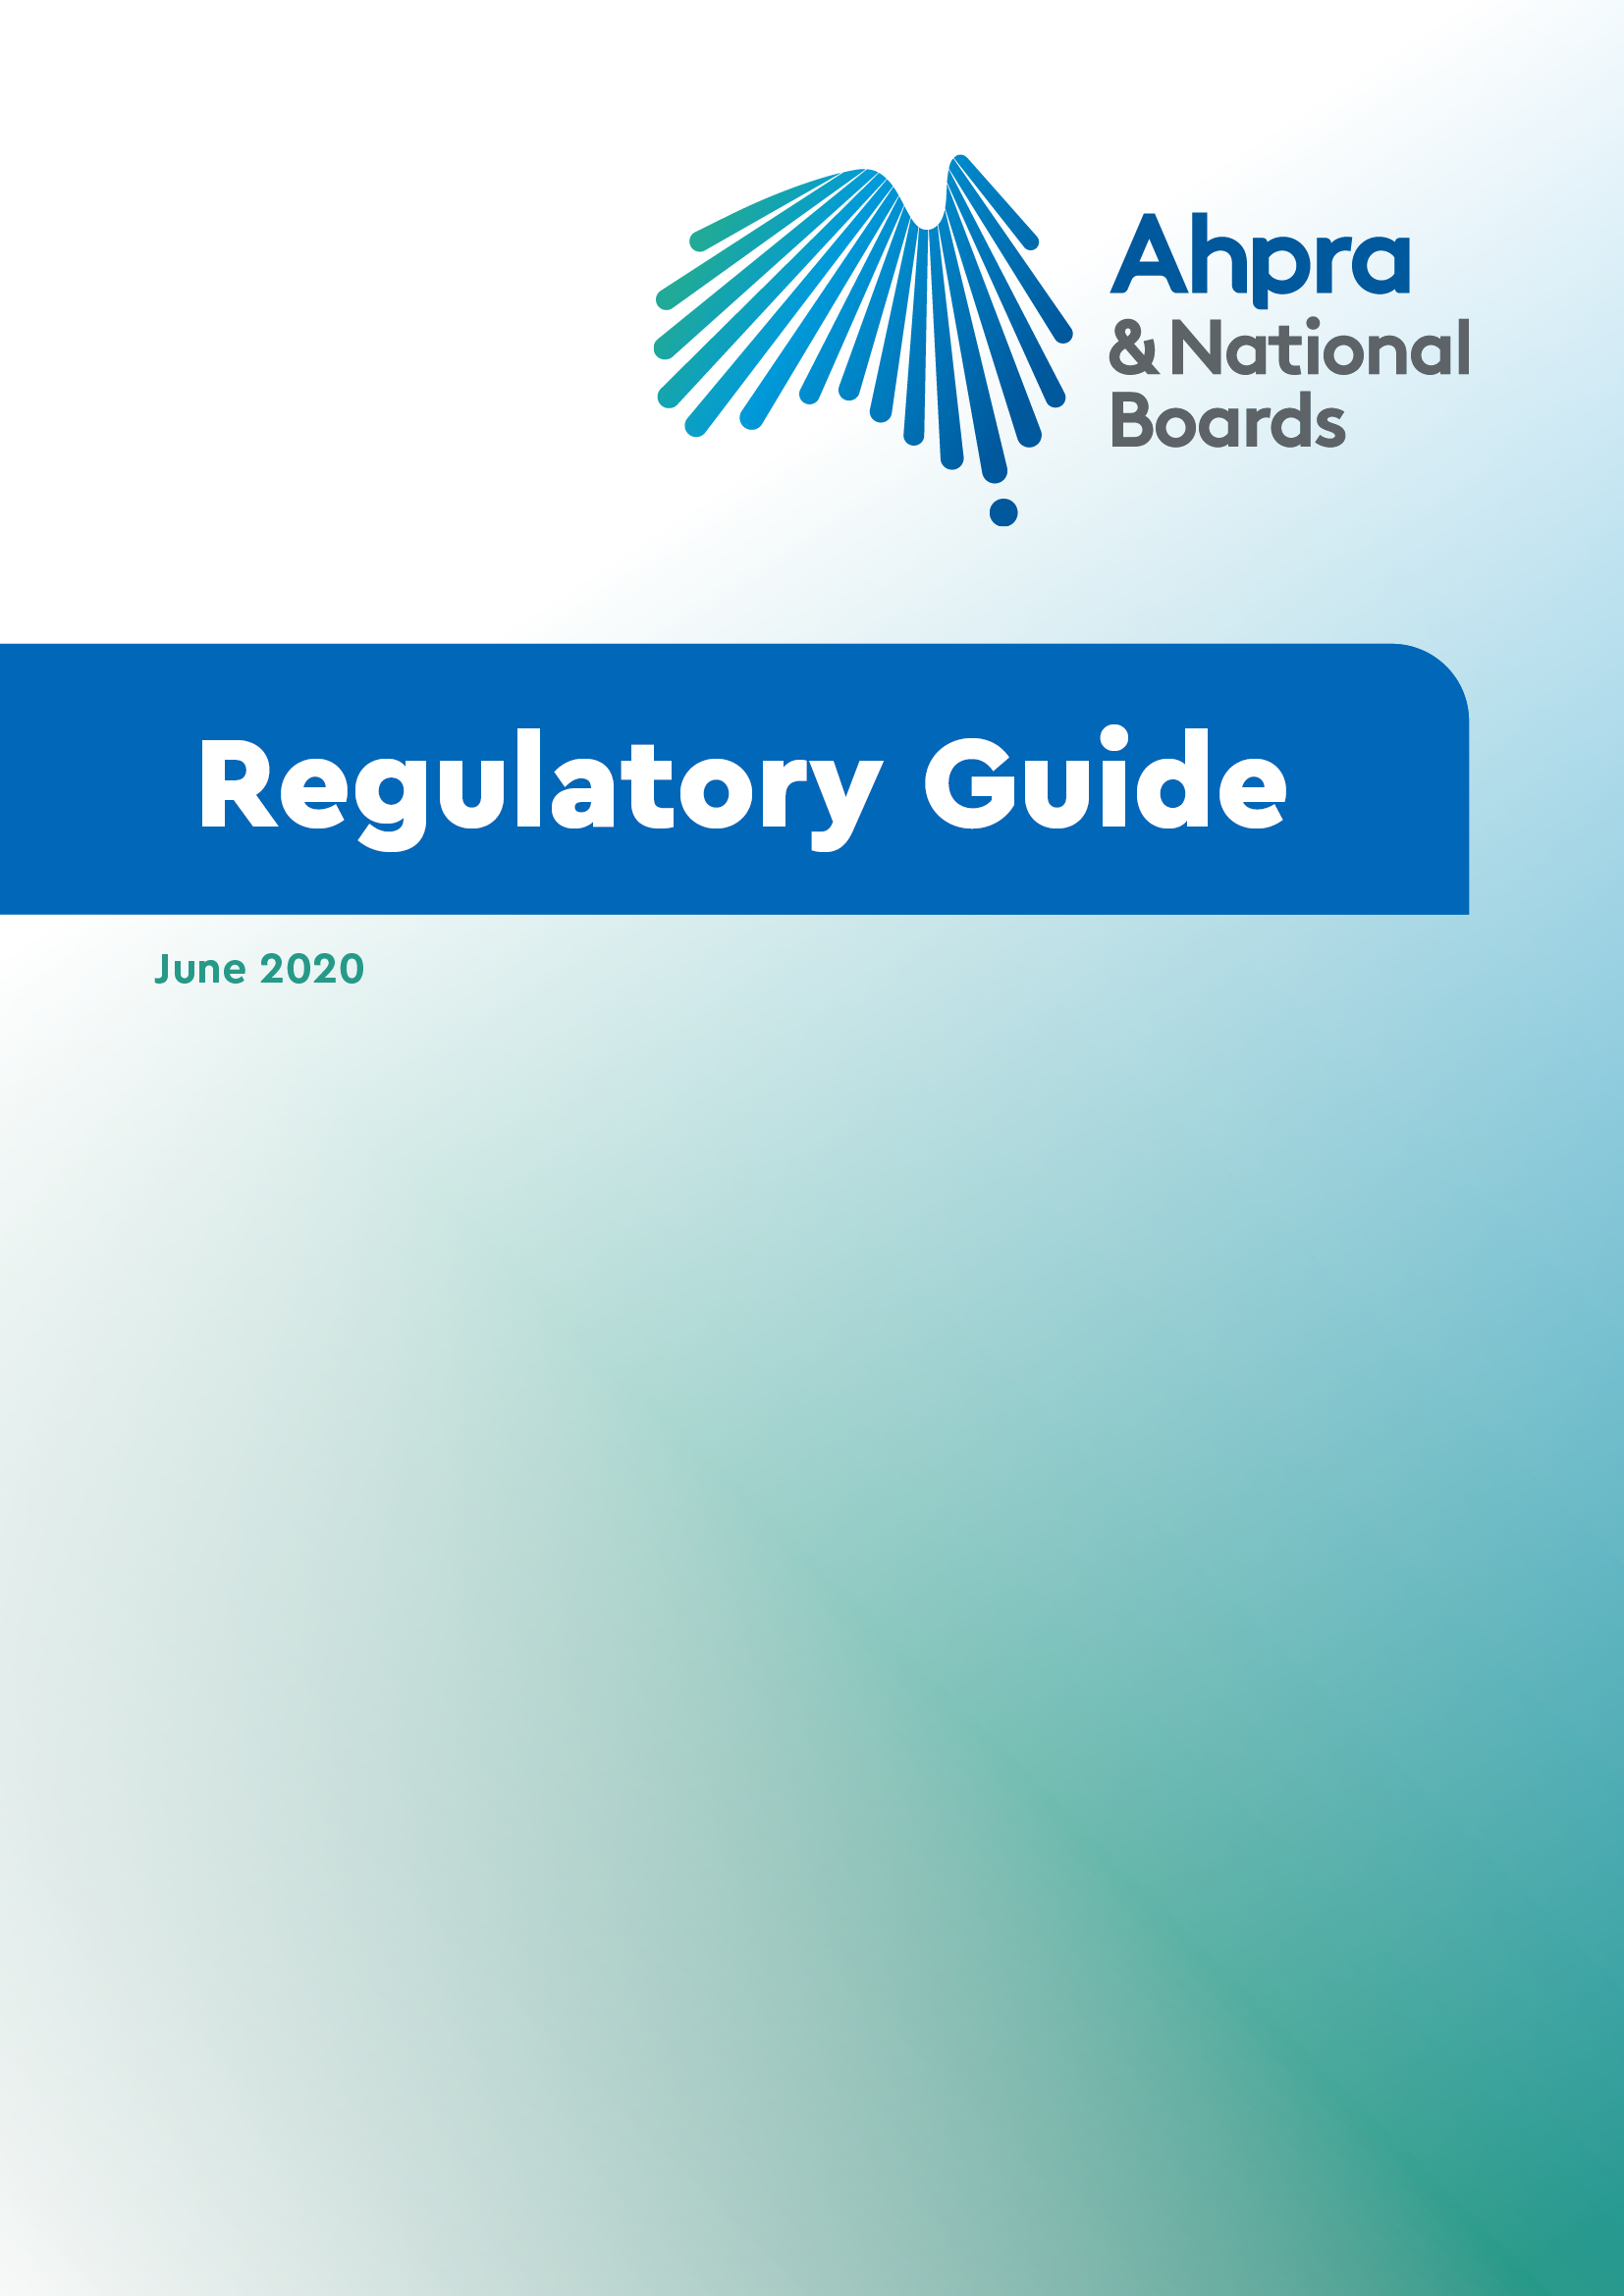 Ahpra
& National
Boards
Regulatory Guide
June 2020